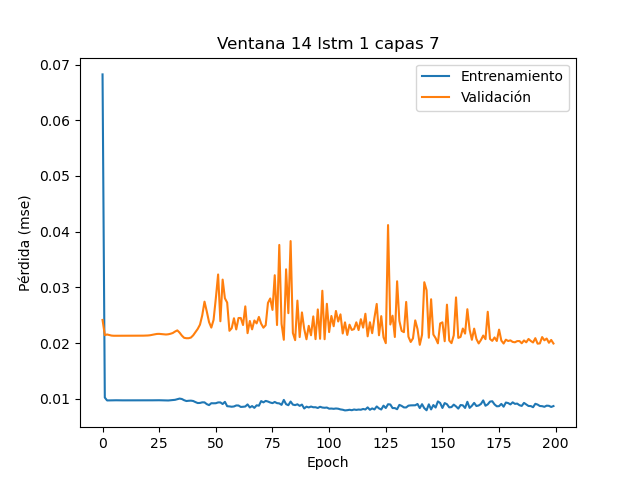 Ventana 14 lstm 1 capas 7
Entrenamiento
Validación
Pérdida (mse)
0.07
0.06
0.05
0.04
0.03
0.02
0.01
0 25 50 75 100 125 150 175 200
Epoch